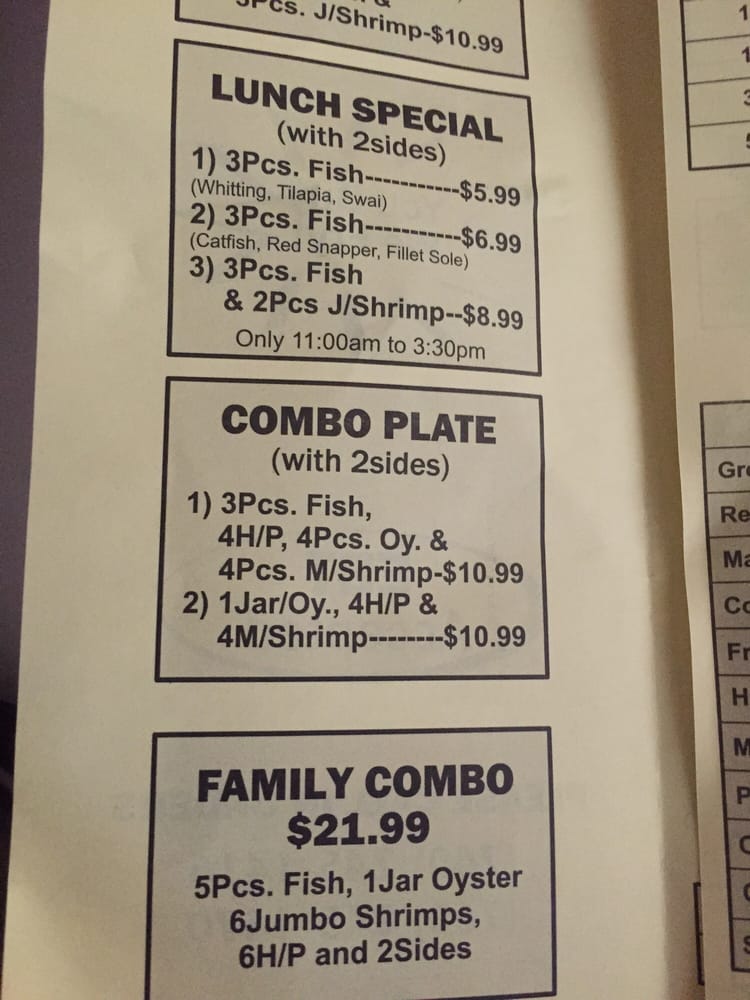 3Pcs. J/Shrimp-$10.99
LUNCH SPECIAL
(with 2sides)
1) 3Pcs. Fish-----------$5.99
(Whitting, Tilapia, Swai)
2) 3Pcs. Fish-----------$6.99
(Catfish, Red Snapper, Fillet Sole)
3) 3Pcs. Fish
& 2Pcs J/Shrimp--$8.99
Only 11:00am to 3:30pm
COMBO PLATE
(with 2sides)
1) 3Pcs. Fish,
4H/P, 4Pcs. Oy. &
4Pcs. M/Shrimp-$10.99
2) 1Jar/Oy., 4H/P &
4M/Shrimp--------$10.99
FAMILY COMBO
$21.99
5Pcs. Fish, 1Jar Oyster
6Jumbo Shrimps,
6H/P and 2Sides